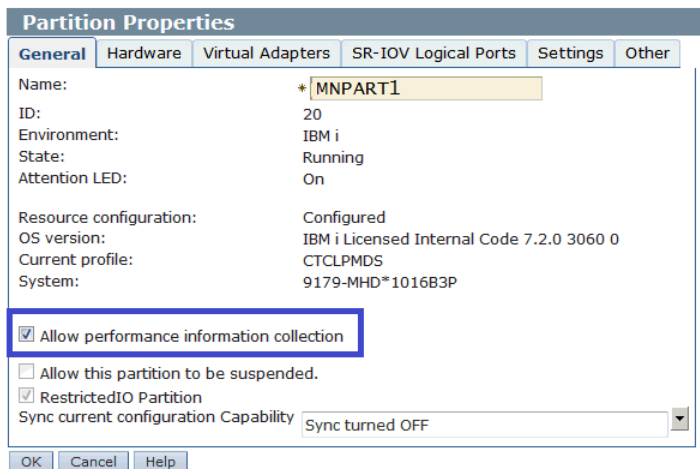 Partition Properties
General Hardware Virtual Adapters SR-IOV Logical Ports Settings Other
Name: * MNPART1
ID: 20
Environment: IBM i
State: Running
Attention LED: On
Resource configuration: Configured
OS version: IBM i Licensed Internal Code 7.2.0 3060 0
Current profile: CTCLPMDS
System: 9179-MHD*1016B3P
Allow performance information collection
Allow this partition to be suspended.
RestrictedIO Partition
Sync current configuration Capability Sync turned OFF
OK Cancel Help